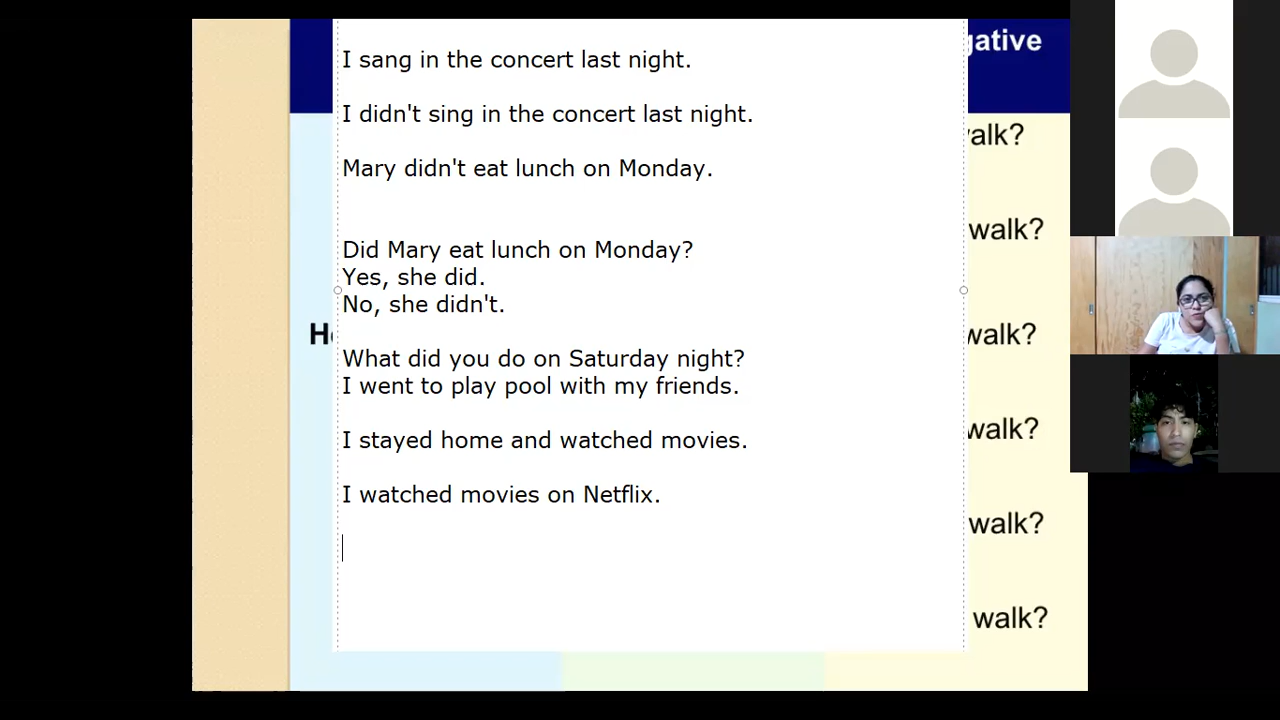 gative
I sang in the concert last night.
I didn't sing in the concert last night.
alk?
Mary didn't eat lunch on Monday.
walk?
Did Mary eat lunch on Monday?
Yes, she did.
No, she didn't.
H
walk?
What did you do on Saturday night?
I went to play pool with my friends.
walk?
I stayed home and watched movies.
I watched movies on Netflix.
walk?
walk?